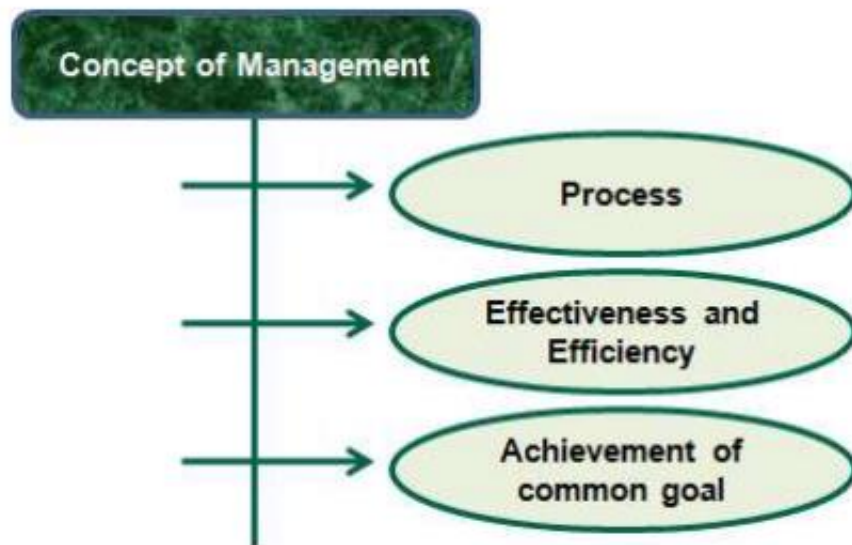 Concept of Management
Process
Effectiveness and
Efficiency
Achievement of
common goal